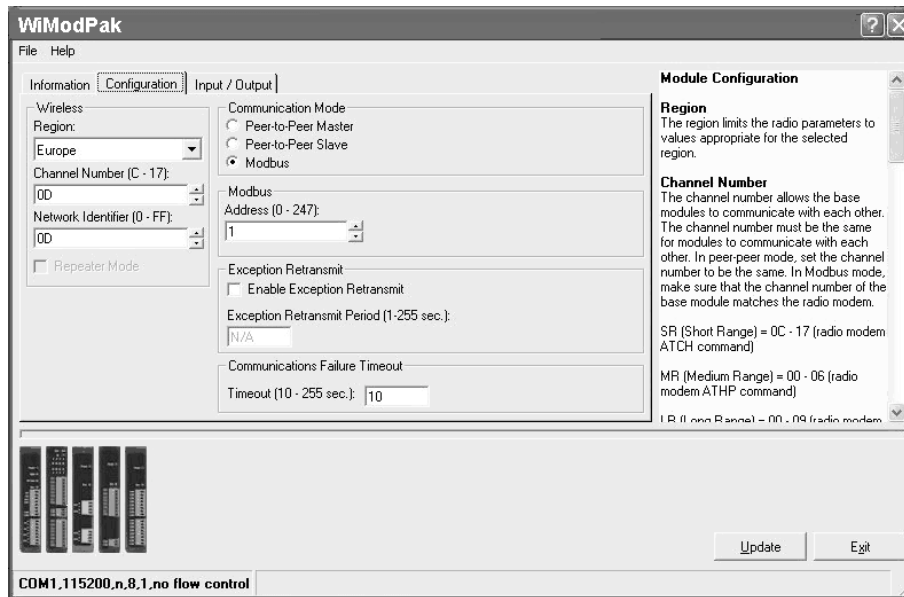 WiModPak
File Help
Information Configuration Input / Output
Wireless
Region:
Europe
Channel Number (C - 17):
0D
Network Identifier (0 - FF):
0D
Repeater Mode
Communication Mode
Peer-to-Peer Master
Peer-to-Peer Slave
Modbus
Modbus
Address (0 - 247):
1
Exception Retransmit
Enable Exception Retransmit
Exception Retransmit Period (1-255 sec.):
N/A
Communications Failure Timeout
Timeout (10 - 255 sec.): 10
Module Configuration
Region
The region limits the radio parameters to
values appropriate for the selected
region.
Channel Number
The channel number allows the base
modules to communicate with each other.
The channel number must be the same
for modules to communicate with each
other. In peer-peer mode, set the channel
number to be the same. In Modbus mode,
make sure that the channel number of the
base module matches the radio modem.
SR (Short Range) = 0C - 17 (radio modem
ATCH command)
MR (Medium Range) = 00 - 06 (radio
modem ATHP command)
LR (Long Range) = 00 - 09 (radio modem
Update Exit
COM1,115200,n,8,1,no flow control